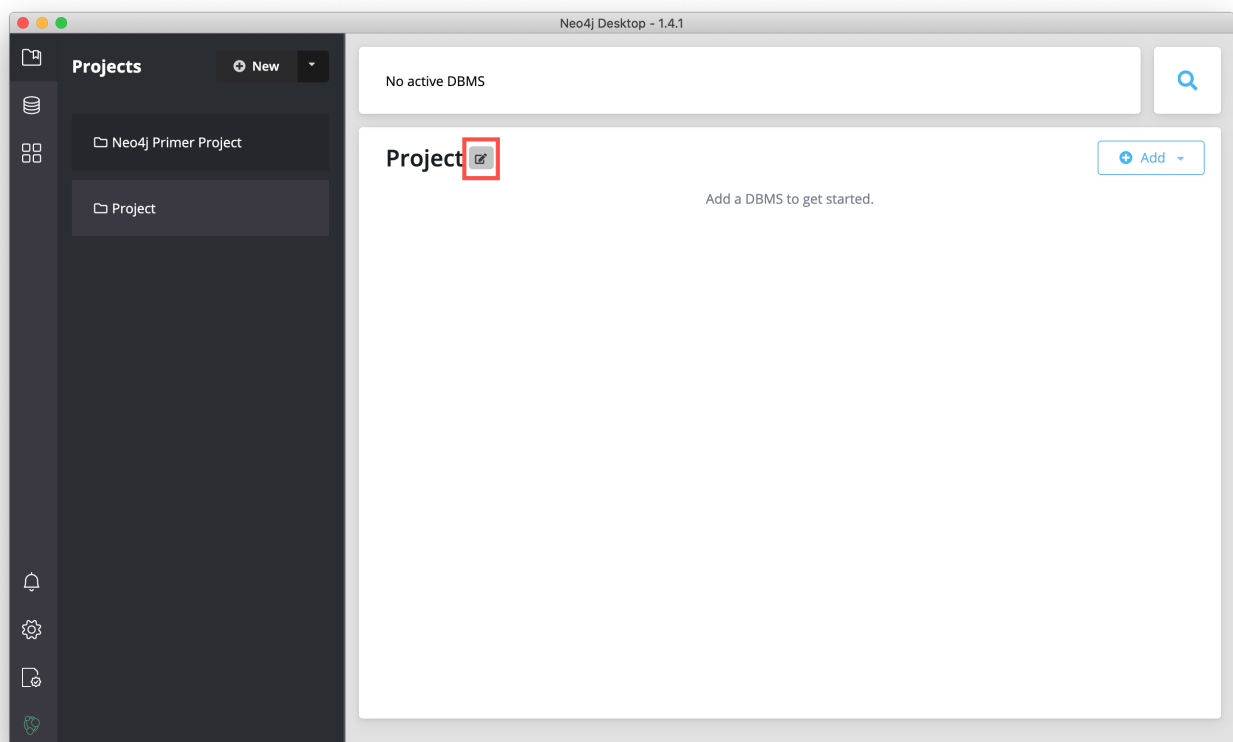 Neo4j Desktop - 1.4.1
Projects
New
Neo4j Primer Project
Project
No active DBMS
Project
Add
Add a DBMS to get started.